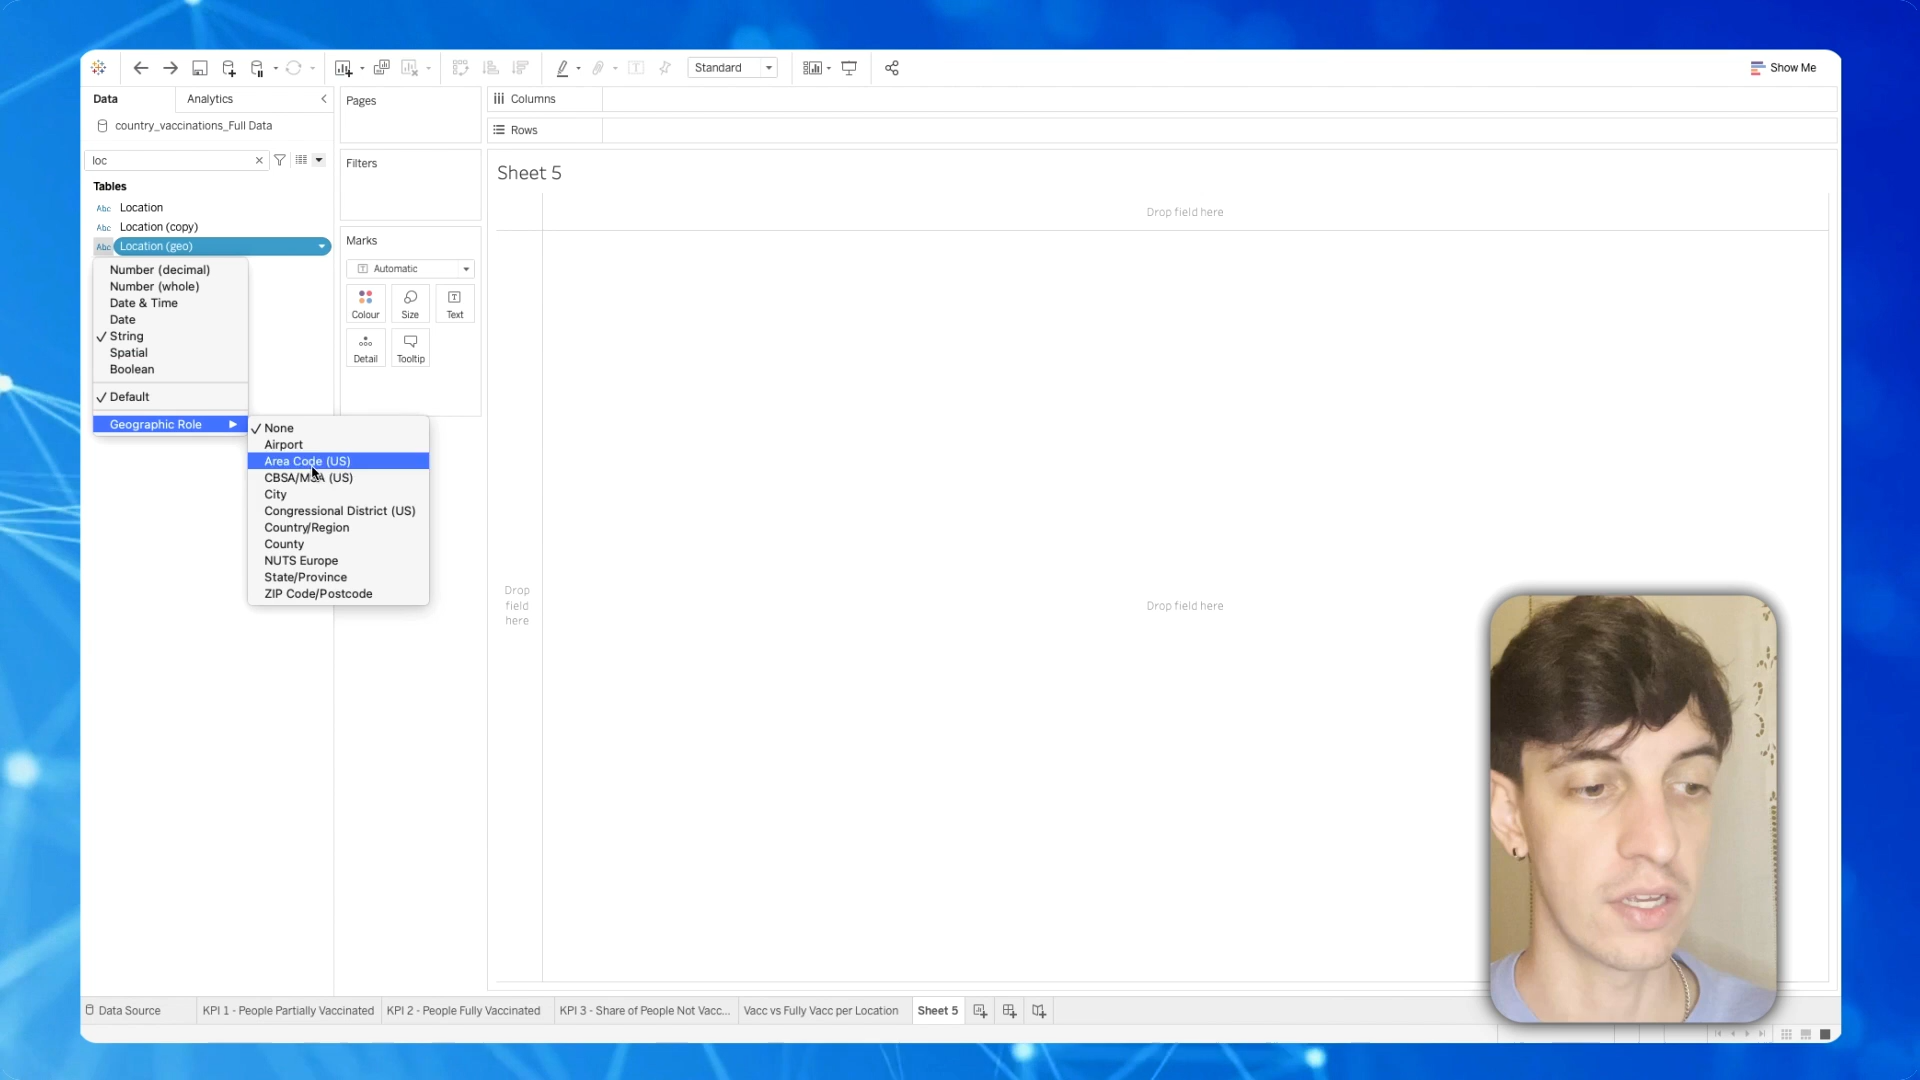 Standard
Show Me
Data
Analytics
Pages
Columns
country_vaccinations_Full Data
Rows
loc
Filters
Tables
Sheet 5
Abc Location
Abc Location (copy)
Abc Location (geo)
Drop field here
Marks
Automatic
Number (decimal)
Number (whole)
Date & Time
Date
String
Spatial
Boolean
Default
Geographic Role
Colour
Size
Text
Detail
Tooltip
None
Airport
Area Code (US)
CBSA/MSA (US)
City
Congressional District (US)
Country/Region
County
NUTS Europe
State/Province
ZIP Code/Postcode
Drop
field
here
Drop field here
Data Source
KPI 1 - People Partially Vaccinated
KPI 2 - People Fully Vaccinated
KPI 3 - Share of People Not Vacc...
Vacc vs Fully Vacc per Location
Sheet 5